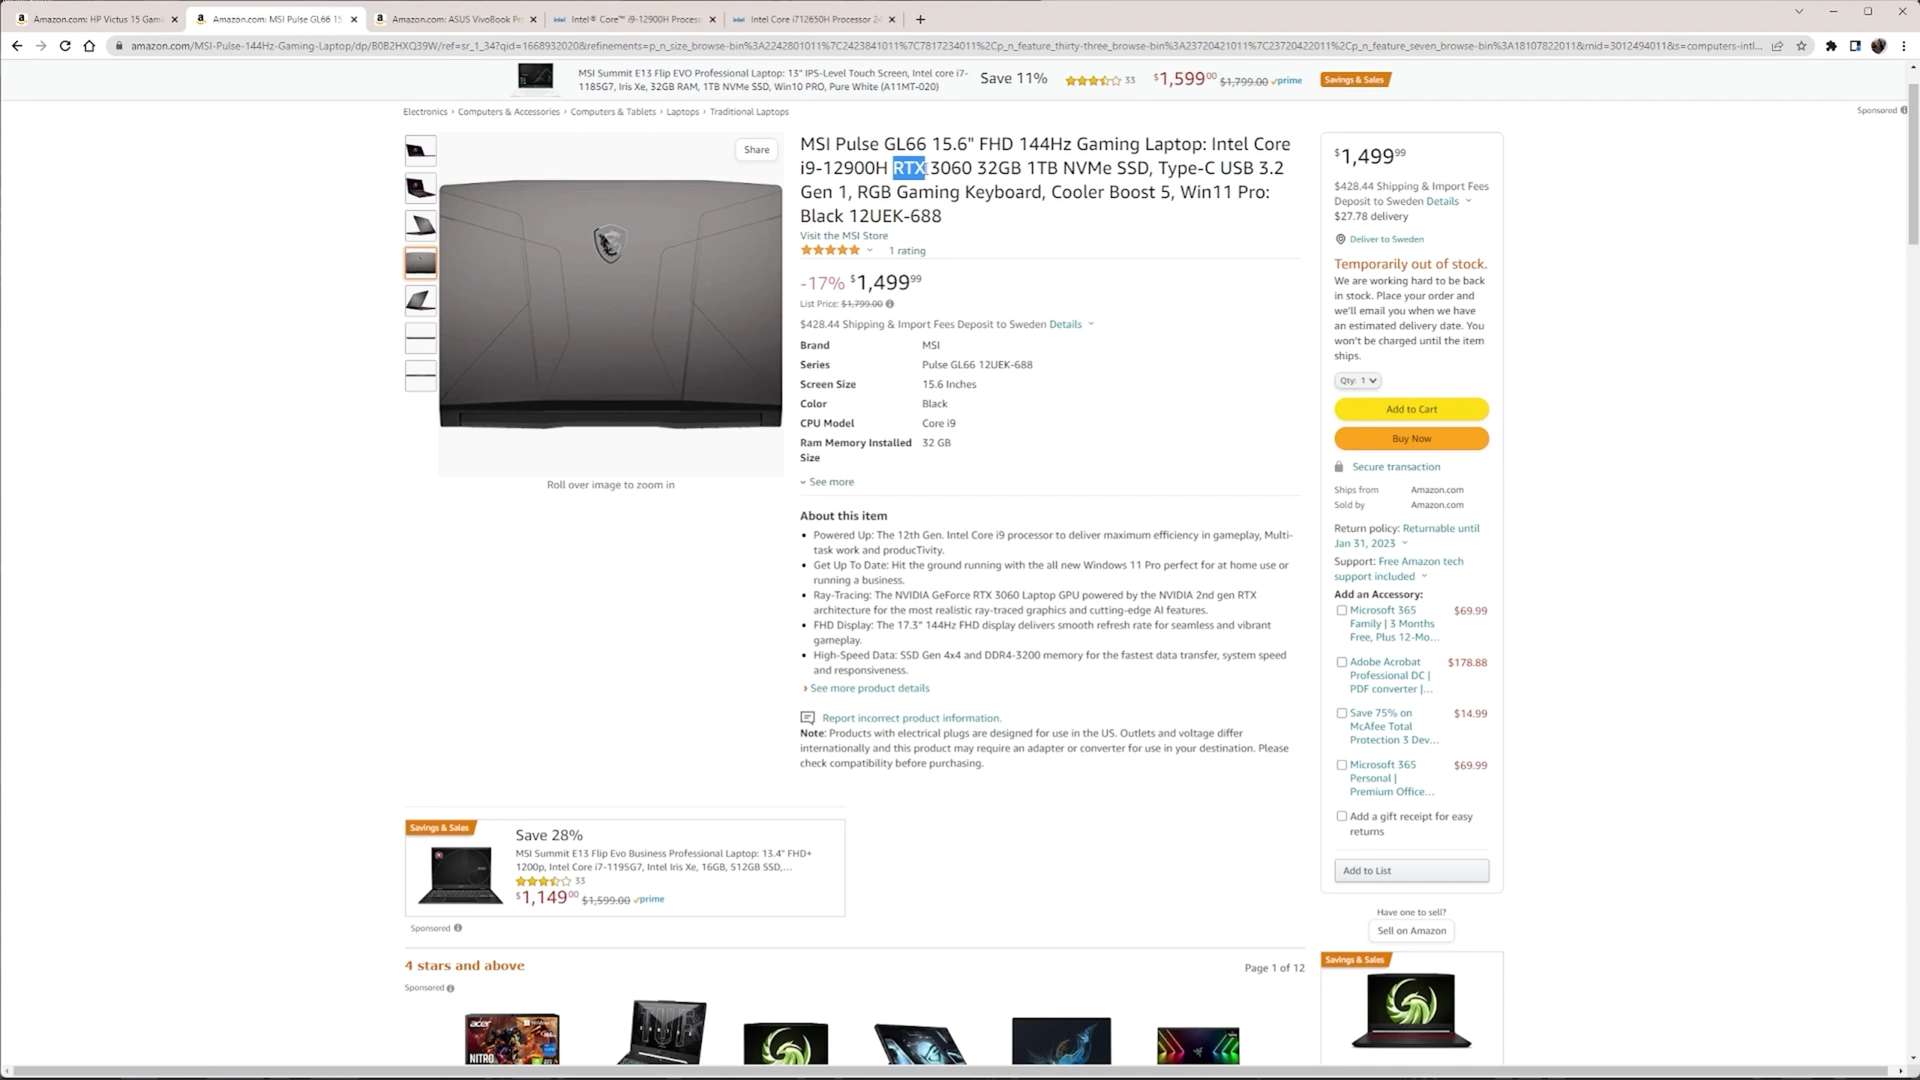 Amazon.com: HP Victus 15 Gami
Amazon.com: MSI Pulse GL66 15
Amazon.com: ASUS VivoBook Pr
Intel® Core™ i9-12900H Process
Intel Core i712650H Processor 24
amazon.com/MSI-Pulse-144Hz-Gaming-Laptop/dp/B0B2HXQ39W/ref=sr_1_34?qid=1668932020&refinements=p_n_size_browse-bin%3A2242801011%7C2423841011%7C7817234011%2Cp_n_feature_thirty-three_browse-bin%3A23720421011%7C23720422011%2Cp_n_feature_seven_browse-bin%3A18107822011&rnid=3012494011&s=computers-intl...
MSI Summit E13 Flip EVO Professional Laptop: 13" IPS-Level Touch Screen, Intel core i7-
1185G7, Iris Xe, 32GB RAM, 1TB NVMe SSD, Win10 PRO, Pure White (A11MT-020)
Save 11%
33
$1,599.00 $1,799.00 prime
Savings & Sales
Electronics › Computers & Accessories › Computers & Tablets › Laptops › Traditional Laptops
Sponsored
Share
Roll over image to zoom in
MSI Pulse GL66 15.6" FHD 144Hz Gaming Laptop: Intel Core
i9-12900H RTX 3060 32GB 1TB NVMe SSD, Type-C USB 3.2
Gen 1, RGB Gaming Keyboard, Cooler Boost 5, Win11 Pro:
Black 12UEK-688
Visit the MSI Store
1 rating
-17% $1,499.99
List Price: $1,799.00
$428.44 Shipping & Import Fees Deposit to Sweden Details
Brand MSI
Series Pulse GL66 12UEK-688
Screen Size 15.6 Inches
Color Black
CPU Model Core i9
Ram Memory Installed 32 GB
Size
See more
About this item
• Powered Up: The 12th Gen. Intel Core i9 processor to deliver maximum efficiency in gameplay, Multi-
task work and producTivity.
• Get Up To Date: Hit the ground running with the all new Windows 11 Pro perfect for at home use or
running a business.
• Ray-Tracing: The NVIDIA GeForce RTX 3060 Laptop GPU powered by the NVIDIA 2nd gen RTX
architecture for the most realistic ray-traced graphics and cutting-edge AI features.
• FHD Display: The 17.3" 144Hz FHD display delivers smooth refresh rate for seamless and vibrant
gameplay.
• High-Speed Data: SSD Gen 4x4 and DDR4-3200 memory for the fastest data transfer, system speed
and responsiveness.
› See more product details
Report incorrect product information.
Note: Products with electrical plugs are designed for use in the US. Outlets and voltage differ
internationally and this product may require an adapter or converter for use in your destination. Please
check compatibility before purchasing.
$1,499.99
$428.44 Shipping & Import Fees
Deposit to Sweden Details
$27.78 delivery
Deliver to Sweden
Temporarily out of stock.
We are working hard to be back
in stock. Place your order and
we'll email you when we have
an estimated delivery date. You
won't be charged until the item
ships.
Qty: 1
Add to Cart
Buy Now
Secure transaction
Ships from Amazon.com
Sold by Amazon.com
Return policy: Returnable until
Jan 31, 2023
Support: Free Amazon tech
support included
Add an Accessory:
Microsoft 365 $69.99
Family | 3 Months
Free, Plus 12-Mo...
Adobe Acrobat $178.88
Professional DC |
PDF converter |...
Save 75% on $14.99
McAfee Total
Protection 3 Dev...
Microsoft 365 $69.99
Personal |
Premium Office...
Add a gift receipt for easy
returns
Add to List
Have one to sell?
Sell on Amazon
Savings & Sales
Savings & Sales
Save 28%
MSI Summit E13 Flip Evo Business Professional Laptop: 13.4" FHD+
1200p, Intel Core i7-1195G7, Intel Iris Xe, 16GB, 512GB SSD,...
33
$1,149.00 $1,599.00 prime
Sponsored
4 stars and above
Page 1 of 12
Sponsored
acer
NITRO
TUF